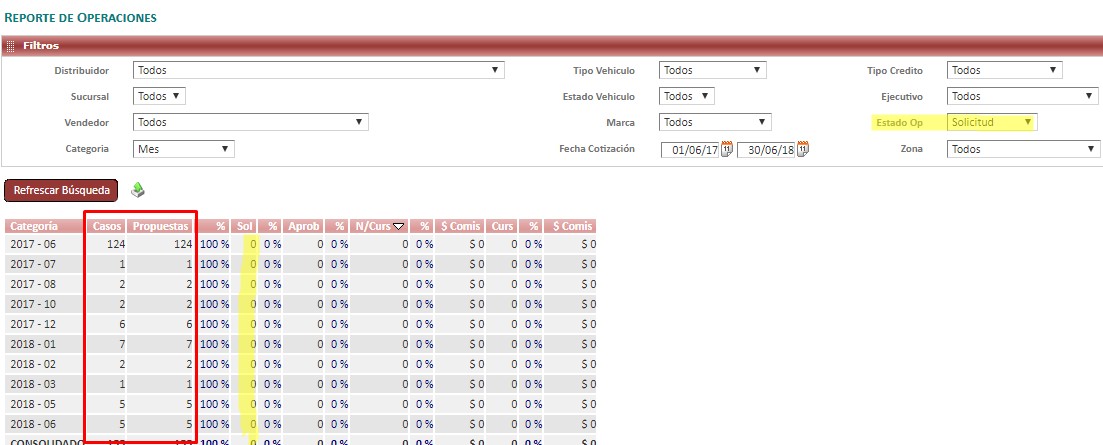 REPORTE DE OPERACIONES
Filtros
Distribuidor Todos Tipo Vehiculo Todos Tipo Credito Todos
Sucursal Todos Estado Vehiculo Todos Ejecutivo Todos
Vendedor Todos Marca Todos Estado Op Solicitud
Categoria Mes Fecha Cotización 01/06/17 30/06/18 Zona Todos
Refrescar Búsqueda
Categoría Casos Propuestas % Sol % Aprob % N/Curs % $ Comis Curs % $ Comis
2017 - 06 124 124 100 % 0 0 % 0 0 % 0 0 % $ 0 0 0 % $ 0
2017 - 07 1 1 100 % 0 0 % 0 0 % 0 0 % $ 0 0 0 % $ 0
2017 - 08 2 2 100 % 0 0 % 0 0 % 0 0 % $ 0 0 0 % $ 0
2017 - 10 2 2 100 % 0 0 % 0 0 % 0 0 % $ 0 0 0 % $ 0
2017 - 12 6 6 100 % 0 0 % 0 0 % 0 0 % $ 0 0 0 % $ 0
2018 - 01 7 7 100 % 0 0 % 0 0 % 0 0 % $ 0 0 0 % $ 0
2018 - 02 2 2 100 % 0 0 % 0 0 % 0 0 % $ 0 0 0 % $ 0
2018 - 03 1 1 100 % 0 0 % 0 0 % 0 0 % $ 0 0 0 % $ 0
2018 - 05 5 5 100 % 0 0 % 0 0 % 0 0 % $ 0 0 0 % $ 0
2018 - 06 5 5 100 % 0 0 % 0 0 % 0 0 % $ 0 0 0 % $ 0
CONSOLIDADO 100 % 0 0 % 0 0 % 0 0 % $ 0 0 0 % $ 0